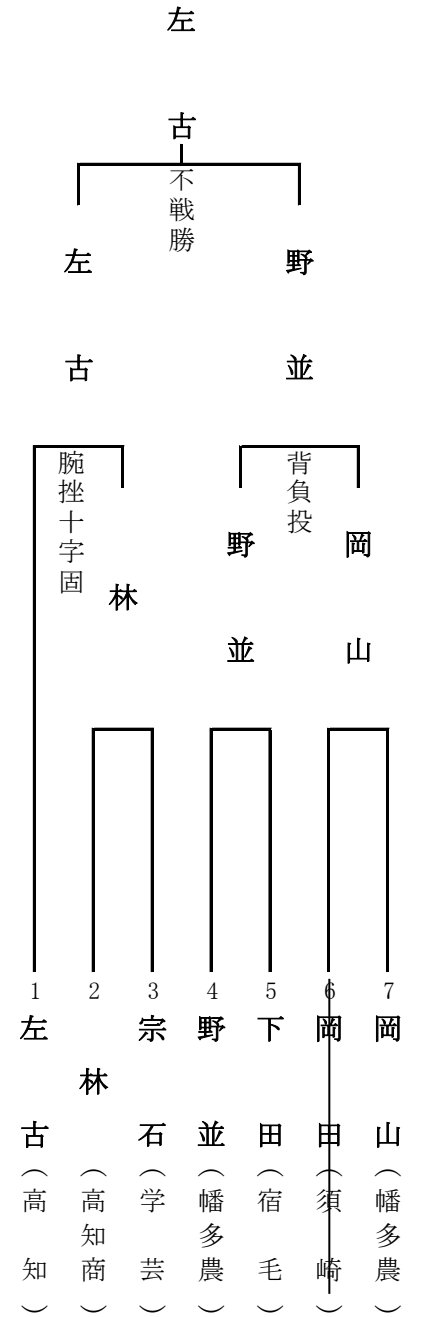 左古
不戦勝
左古
野並
腕挫十字固
背負投
林
野並
岡山
1
2
3
4
5
6
7
左古（高知）
林（高知商）
宗石（学芸）
野並（幡多農）
下田（宿毛）
岡田（須崎）
岡山（幡多農）